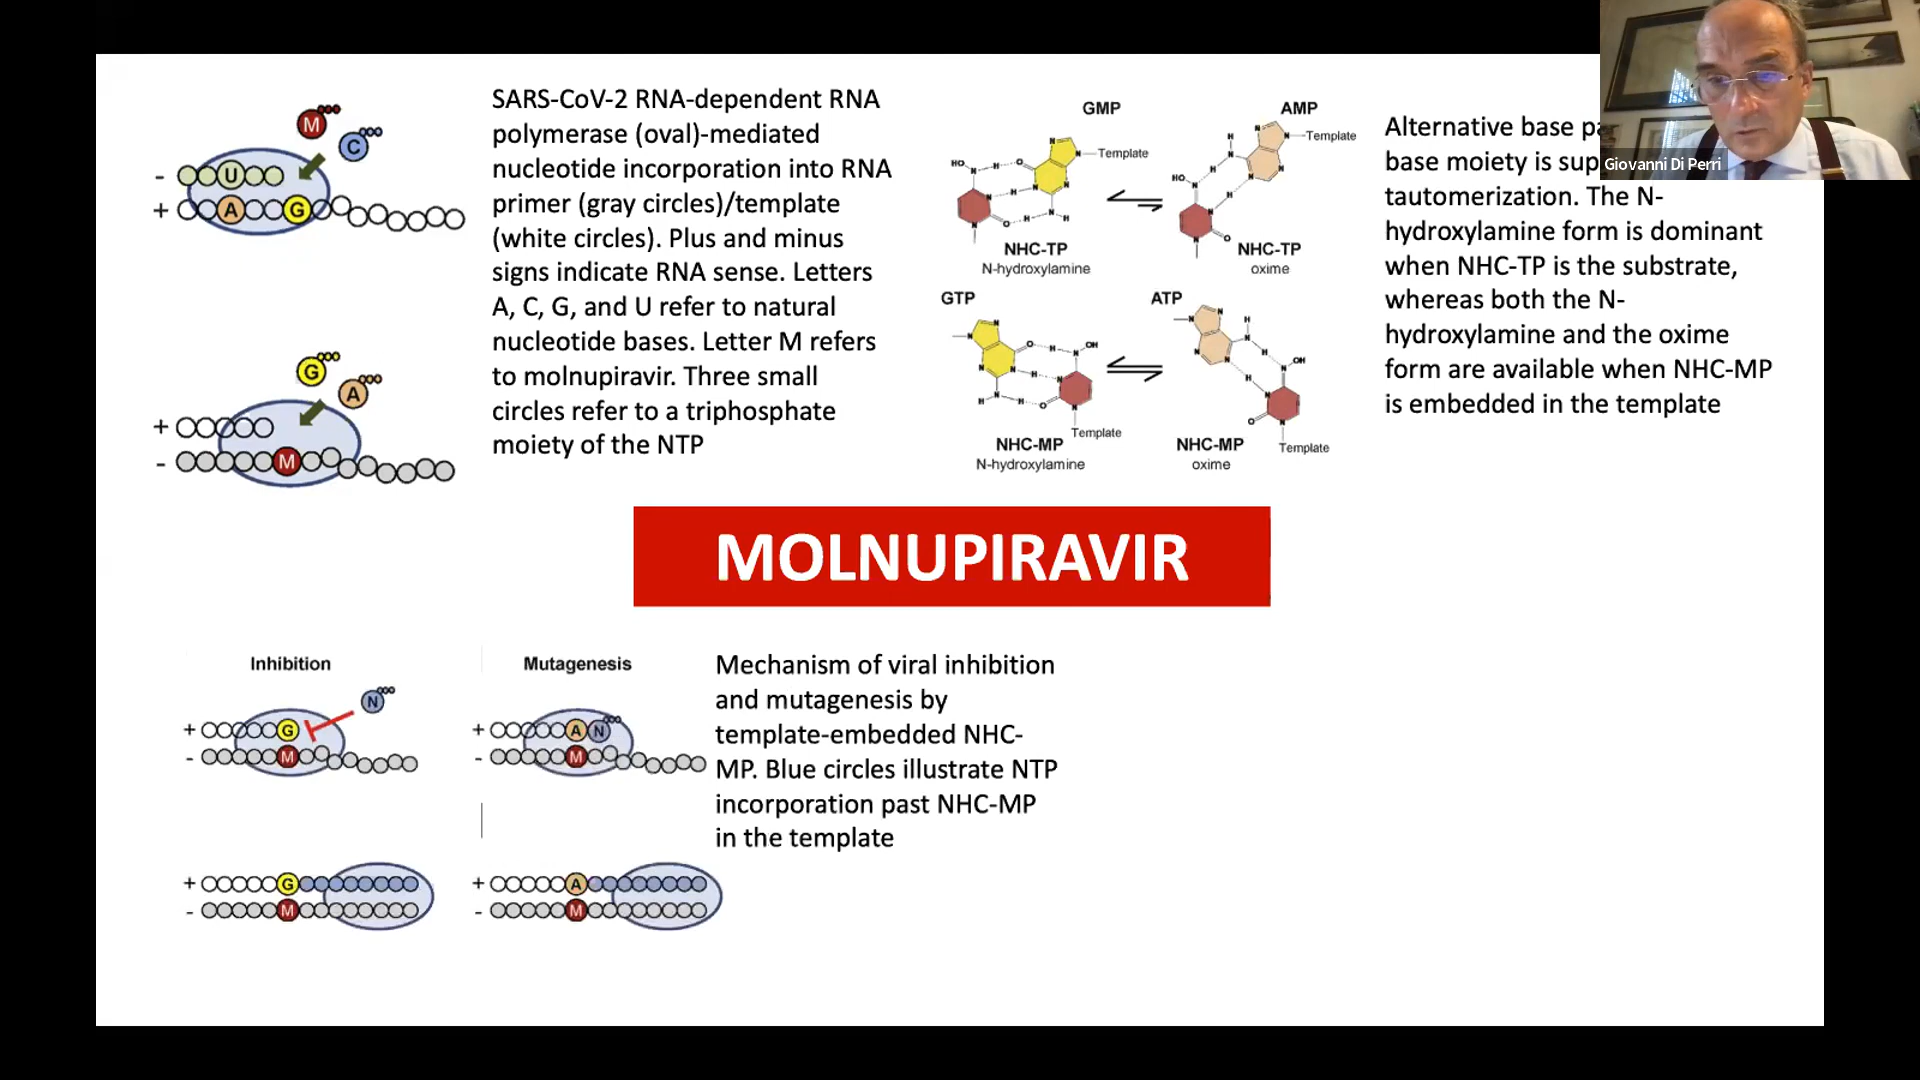 SARS-CoV-2 RNA-dependent RNA
polymerase (oval)-mediated
nucleotide incorporation into RNA
primer (gray circles)/template
(white circles). Plus and minus
signs indicate RNA sense. Letters
A, C, G, and U refer to natural
nucleotide bases. Letter M refers
to molnupiravir. Three small
circles refer to a triphosphate
moiety of the NTP
M
C
- U
+ A G
G
A
+
- M
GMP
AMP
Template
Template
HO
H
O
N
N
N
H
N
N
O
H
N
H
NHC-TP
N-hydroxylamine
HO
H
N
N
N
H
N
N
N
H
N
O
N
NHC-TP
oxime
GTP
ATP
N
N
O
H
N
OH
N
N
H
N
N
H
H
O
N
Template
NHC-MP
N-hydroxylamine
N
N
H
N
H
N
N
OH
N
H
N
O
N
Template
NHC-MP
oxime
Alternative base
base moiety is
tautomerization. The N-
hydroxylamine form is dominant
when NHC-TP is the substrate,
whereas both the N-
hydroxylamine and the oxime
form are available when NHC-MP
is embedded in the template
Giovanni Di Perri
MOLNUPIRAVIR
Inhibition
N
+ G
- M
+ G
- M
Mutagenesis
+ A N
- M
+ A
- M
Mechanism of viral inhibition
and mutagenesis by
template-embedded NHC-
MP. Blue circles illustrate NTP
incorporation past NHC-MP
in the template